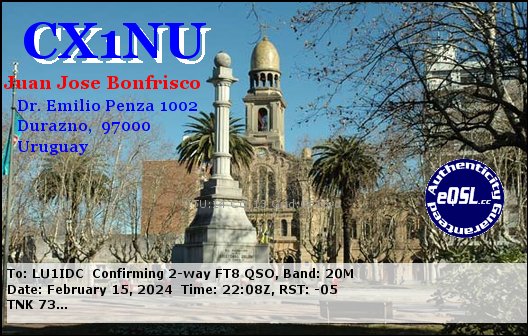 CX1NU
Juan Jose Bonfrisco
Dr. Emilio Penza 1002
Durazno, 97000
Uruguay
Authenticity
eQSL.cc
Guaranteed
To: LU1IDC Confirming 2-way FT8 QSO, Band: 20M
Date: February 15, 2024 Time: 22:08Z, RST: -05
TNK 73...